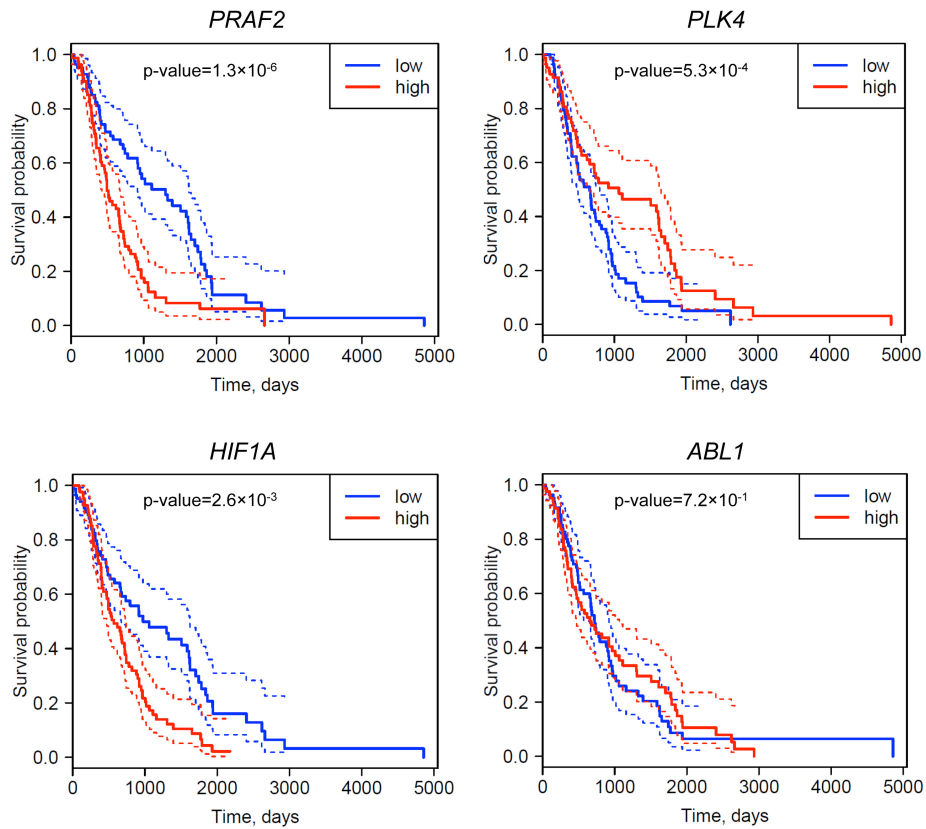 PRAF2
1.0
0.8
0.6
0.4
0.2
0.0
Survival probability
p-value=1.3×10-6
low
high
0 1000 2000 3000 4000 5000
Time, days
PLK4
1.0
0.8
0.6
0.4
0.2
0.0
Survival probability
p-value=5.3×10-4
low
high
0 1000 2000 3000 4000 5000
Time, days
HIF1A
1.0
0.8
0.6
0.4
0.2
0.0
Survival probability
p-value=2.6×10-3
low
high
0 1000 2000 3000 4000 5000
Time, days
ABL1
1.0
0.8
0.6
0.4
0.2
0.0
Survival probability
p-value=7.2×10-1
low
high
0 1000 2000 3000 4000 5000
Time, days